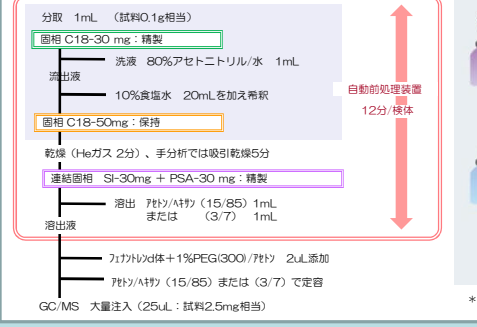 分取 1mL （試料0.1g相当）
固相 C18-30 mg：精製
洗液 80%アセトニトリル/水 1mL
流出液
10%食塩水 20mLを加え希釈
自動前処理装置
12分/検体
固相 C18-50mg：保持
乾燥（Heガス 2分）、手分析では吸引乾燥5分
連結固相 SI-30mg ＋ PSA-30 mg：精製
溶出 ｱｾﾄﾝ/ﾍｷｻﾝ（15/85）1mL
または （3/7） 1mL
溶出液
ﾌｪﾅﾝﾄﾚﾝd体＋1%PEG(300)/ｱｾﾄﾝ 2uL添加
ｱｾﾄﾝ/ﾍｷｻﾝ（15/85）または（3/7）で定容
GC/MS 大量注入（25uL：試料2.5mg相当）
*